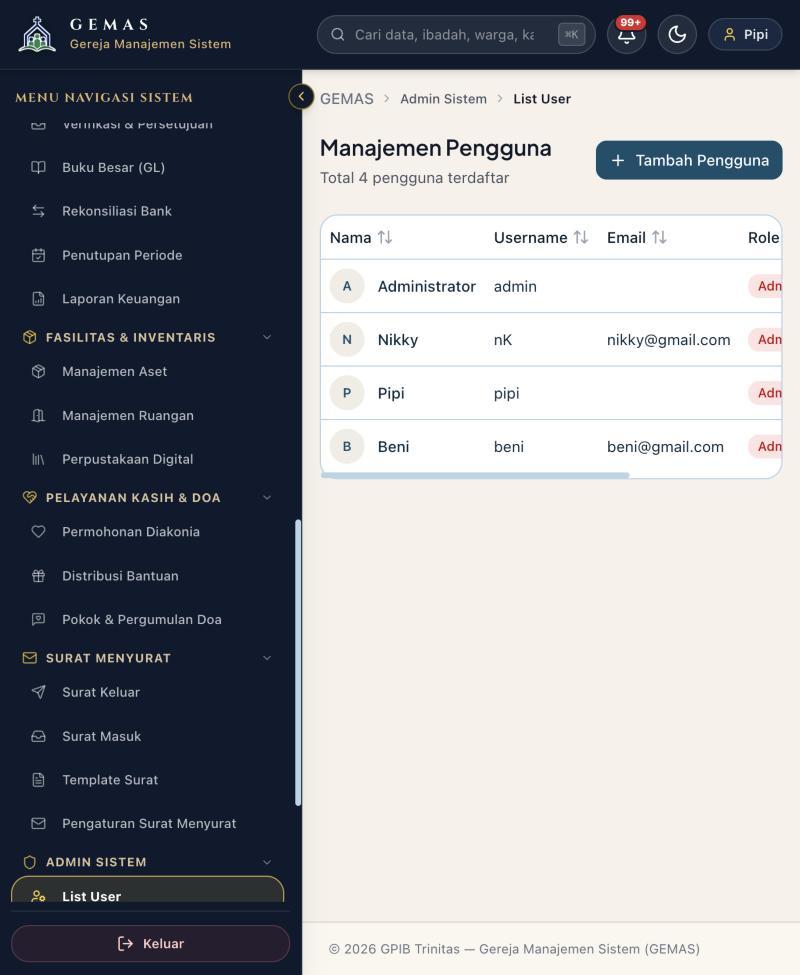 GEMAS
Gereja Manajemen Sistem
Cari data, ibadah, warga, ka
⌘K
99+
Pipi
MENU NAVIGASI SISTEM
Verifikasi & Persetujuan
Buku Besar (GL)
Rekonsiliasi Bank
Penutupan Periode
Laporan Keuangan
FASILITAS & INVENTARIS
Manajemen Aset
Manajemen Ruangan
Perpustakaan Digital
PELAYANAN KASIH & DOA
Permohonan Diakonia
Distribusi Bantuan
Pokok & Pergumulan Doa
SURAT MENYURAT
Surat Keluar
Surat Masuk
Template Surat
Pengaturan Surat Menyurat
ADMIN SISTEM
List User
Keluar
GEMAS > Admin Sistem > List User
Manajemen Pengguna
Total 4 pengguna terdaftar
+ Tambah Pengguna
Nama Username Email Role
A Administrator admin Adn
N Nikky nK nikky@gmail.com Adn
P Pipi pipi Adn
B Beni beni beni@gmail.com Adn
© 2026 GPIB Trinitas — Gereja Manajemen Sistem (GEMAS)